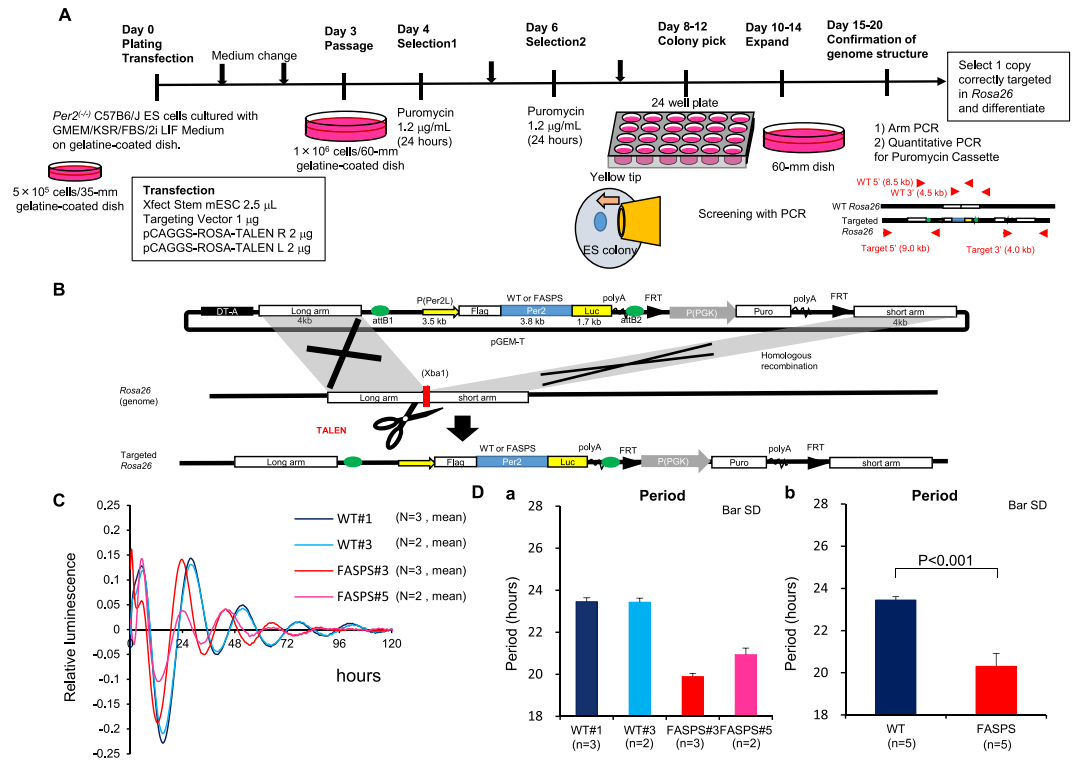 A
Day 0
Plating
Transfection
Medium change
Day 3
Passage
Day 4
Selection1
Day 6
Selection2
Day 8-12
Colony pick
Day 10-14
Expand
Day 15-20
Confirmation of
genome structure
Select 1 copy
correctly targeted
in Rosa26
and differentiate
Per2(-/-) C57B6/J ES cells cultured with
GMEM/KSR/FBS/2i LIF Medium
on gelatine-coated dish.
5×10⁵ cells/35-mm
gelatine-coated dish
1×10⁶ cells/60-mm
gelatine-coated dish
Puromycin
1.2 μg/mL
(24 hours)
Puromycin
1.2 μg/mL
(24 hours)
24 well plate
60-mm dish
1) Arm PCR
2) Quantitative PCR
for Puromycin Cassette
Transfection
Xfect Stem mESC 2.5 μL
Targeting Vector 1 μg
pCAGGS-ROSA-TALEN R 2 μg
pCAGGS-ROSA-TALEN L 2 μg
Yellow tip
ES colony
Screening with PCR
WT 5' (8.5 kb)
WT 3' (4.5 kb)
WT Rosa26
Targeted
Rosa26
Target 5' (9.0 kb)
Target 3' (4.0 kb)
B
DT-A
Long arm
4kb
attB1
P(Per2L)
3.5 kb
Flag
WT or FASPS
Per2
3.8 kb
Luc
1.7 kb
polyA
attB2
FRT
P(PGK)
Puro
polyA
FRT
short arm
4kb
pGEM-T
Homologous
recombination
(Xba1)
Rosa26
(genome)
Long arm
short arm
TALEN
Targeted
Rosa26
Long arm
Flag
WT or FASPS
Per2
Luc
polyA
FRT
P(PGK)
Puro
polyA
FRT
short arm
C
Relative luminescence
0.25
0.2
0.15
0.1
0.05
0
0.05
-0.1
0.15
-0.2
0.25
0
24
48
72
96
120
hours
WT#1 (N=3 , mean)
WT#3 (N=2 , mean)
FASPS#3 (N=3 , mean)
FASPS#5 (N=2 , mean)
D
a
Period
Bar SD
Period (hours)
28
26
24
22
20
18
WT#1
(n=3)
WT#3
(n=2)
FASPS#3
(n=3)
FASPS#5
(n=2)
b
Period
Bar SD
P<0.001
Period (hours)
28
26
24
22
20
18
WT
(n=5)
FASPS
(n=5)